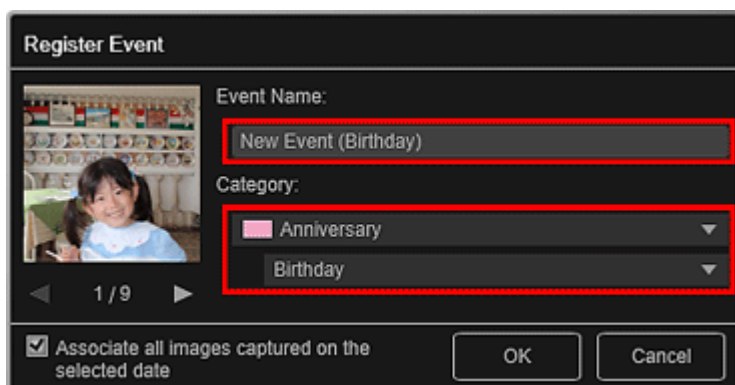 Register Event
Event Name:
New Event (Birthday)
Category:
Anniversary
Birthday
1/9
Associate all images captured on the
selected date
OK
Cancel